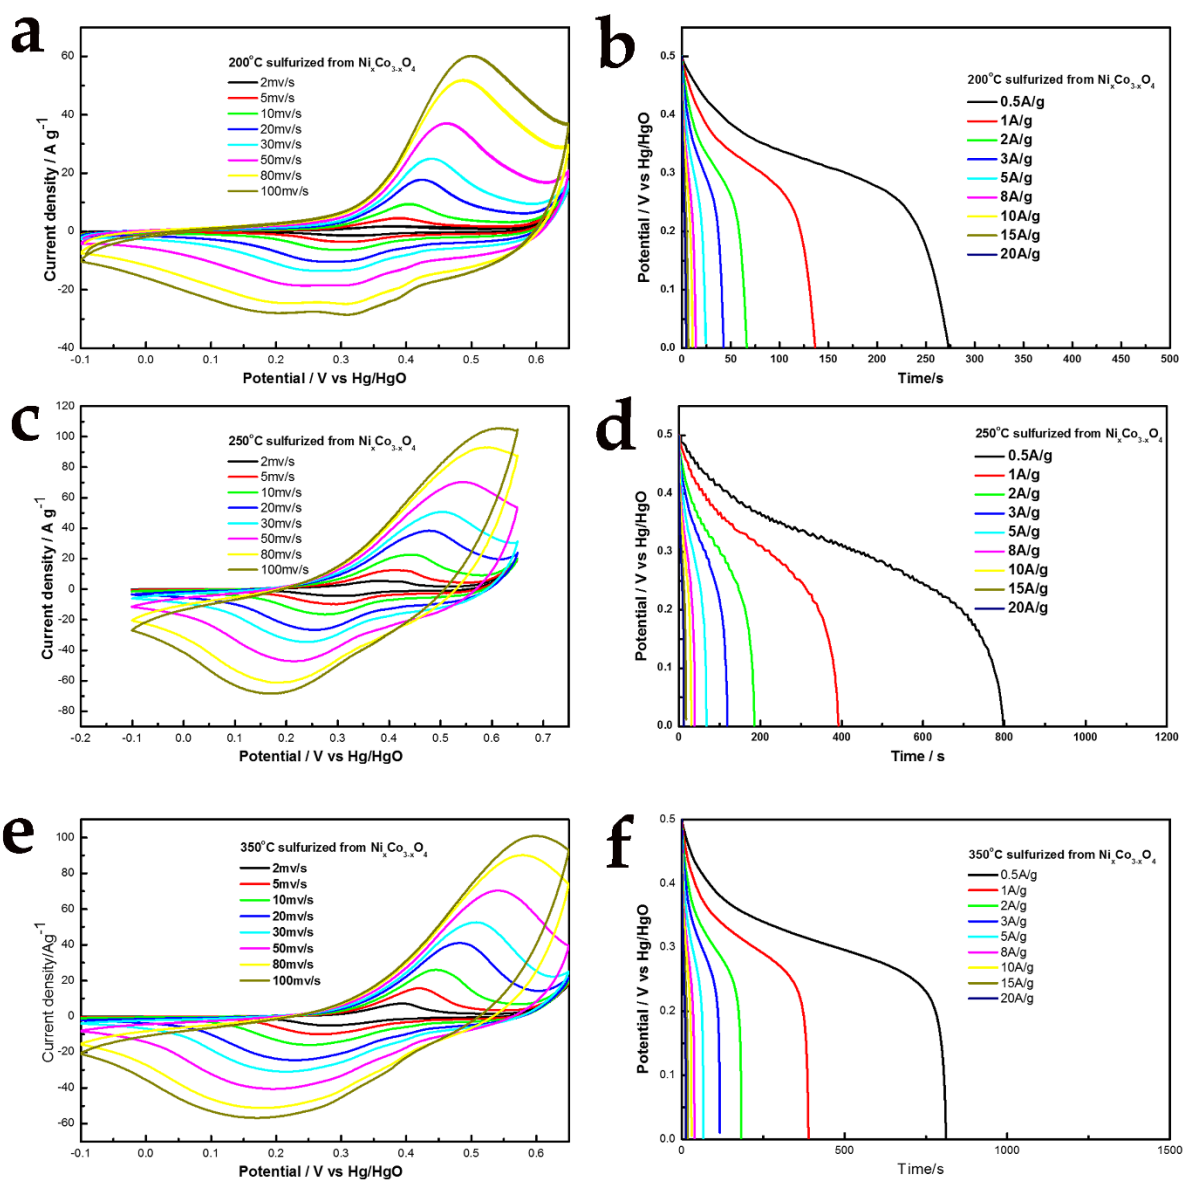 a
Current density / A g-1
60
40
20
0
-20
-40
200°C sulfurized from NixCo3-xO4
2mv/s
5mv/s
10mv/s
20mv/s
30mv/s
50mv/s
80mv/s
100mv/s
-0.1 0.0 0.1 0.2 0.3 0.4 0.5 0.6
Potential / V vs Hg/HgO
b
Potential / V vs Hg/HgO
0.5
0.4
0.3
0.2
0.1
0.0
200°C sulfurized from NixCo3-xO4
0.5A/g
1A/g
2A/g
3A/g
5A/g
8A/g
10A/g
15A/g
20A/g
0 50 100 150 200 250 300 350 400 450 500
Time/s
c
Current density / A g-1
120
100
80
60
40
20
0
-20
-40
-60
-80
250°C sulfurized from NixCo3-xO4
2mv/s
5mv/s
10mv/s
20mv/s
30mv/s
50mv/s
80mv/s
100mv/s
-0.2 -0.1 0.0 0.1 0.2 0.3 0.4 0.5 0.6 0.7
Potential / V vs Hg/HgO
d
Potential / V vs Hg/HgO
0.5
0.4
0.3
0.2
0.1
0.0
250°C sulfurized from NixCo3-xO4
0.5A/g
1A/g
2A/g
3A/g
5A/g
8A/g
10A/g
15A/g
20A/g
0 200 400 600 800 1000 1200
Time / s
e
Current density/Ag-1
100
80
60
40
20
0
-20
-40
-60
350°C sulfurized from NixCo3-xO4
2mv/s
5mv/s
10mv/s
20mv/s
30mv/s
50mv/s
80mv/s
100mv/s
-0.1 0.0 0.1 0.2 0.3 0.4 0.5 0.6
Potential / V vs Hg/HgO
f
Potential / V vs Hg/HgO
0.5
0.4
0.3
0.2
0.1
0.0
350°C sulfurized from NixCo3-xO4
0.5A/g
1A/g
2A/g
3A/g
5A/g
8A/g
10A/g
15A/g
20A/g
0 500 1000 1500
Time/s